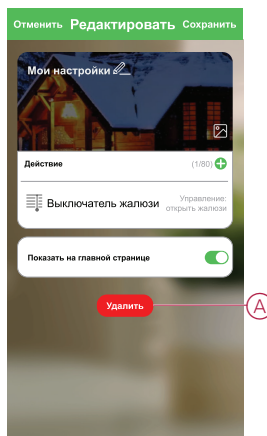 Отменить Редактировать Сохранить
Мои настройки
Действие (1/80)
Выключатель жалюзи Управление: открыть жалюзи
Показать на главной странице
Удалить
A